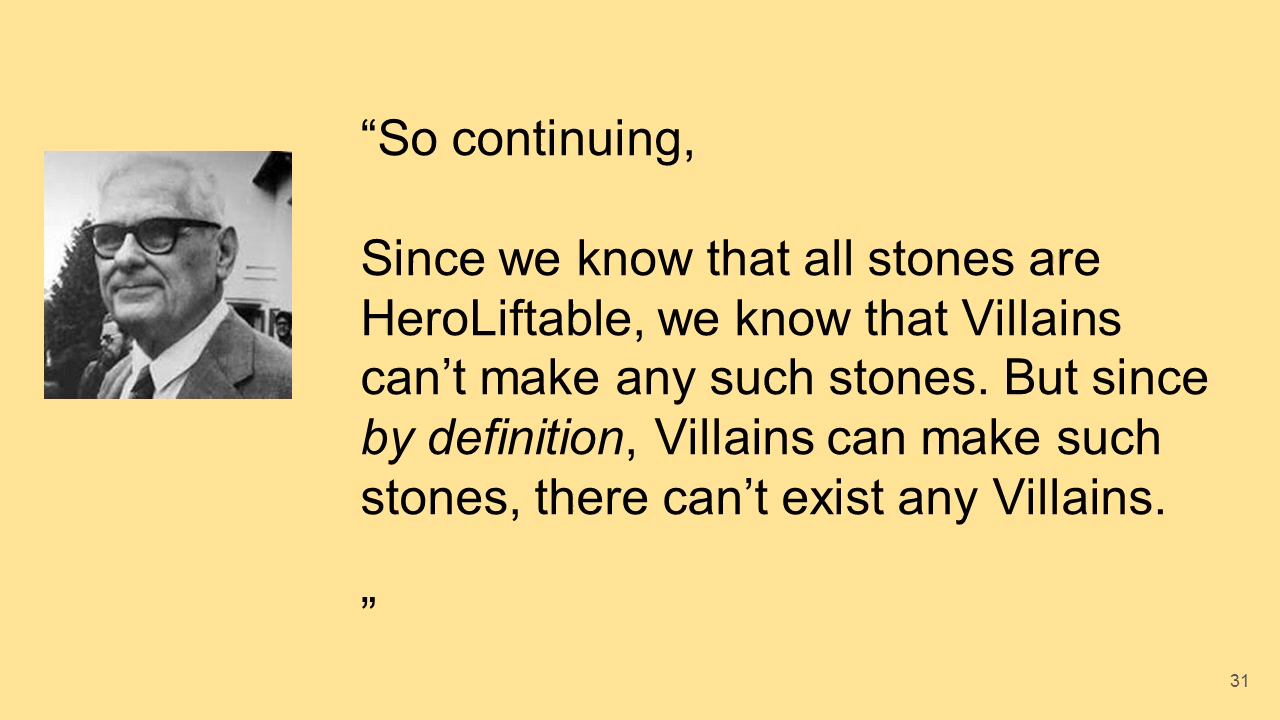 “So continuing,
Since we know that all stones are
HeroLiftable, we know that Villains
can’t make any such stones. But since
by definition, Villains can make such
stones, there can’t exist any Villains.
”
31